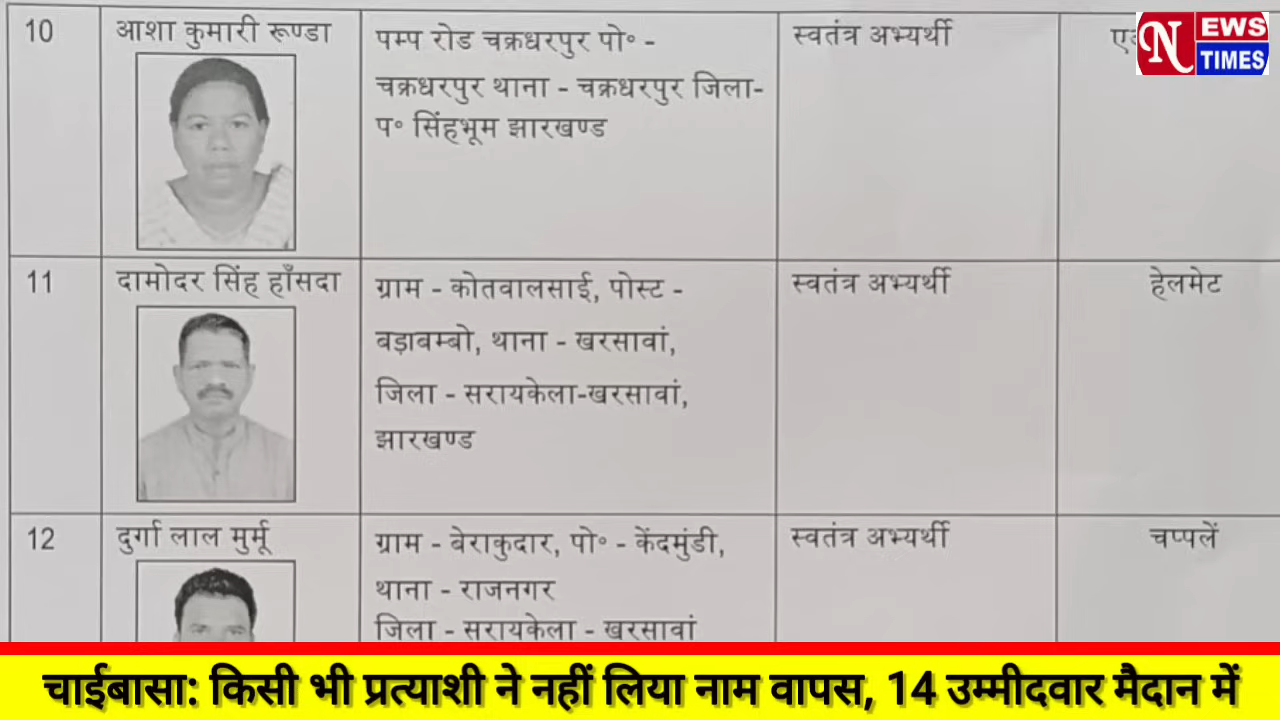 10
आशा कुमारी रूण्डा
पम्प रोड चक्रधरपुर पो॰ -
चक्रधरपुर थाना - चक्रधरपुर जिला-
प॰ सिंहभूम झारखण्ड
स्वतंत्र अभ्यर्थी
NEWS
TIMES
11
दामोदर सिंह हाँसदा
ग्राम - कोतवालसाई, पोस्ट -
बड़ाबम्बो, थाना - खरसावां,
जिला - सरायकेला-खरसावां,
झारखण्ड
स्वतंत्र अभ्यर्थी
हेलमेट
12
दुर्गा लाल मुर्मू
ग्राम - बेराकुदार, पो॰ - केंदमुंडी,
थाना - राजनगर
जिला - सरायकेला - खरसावां
स्वतंत्र अभ्यर्थी
चप्पलें
चाईबासा: किसी भी प्रत्याशी ने नहीं लिया नाम वापस, 14 उम्मीदवार मैदान में